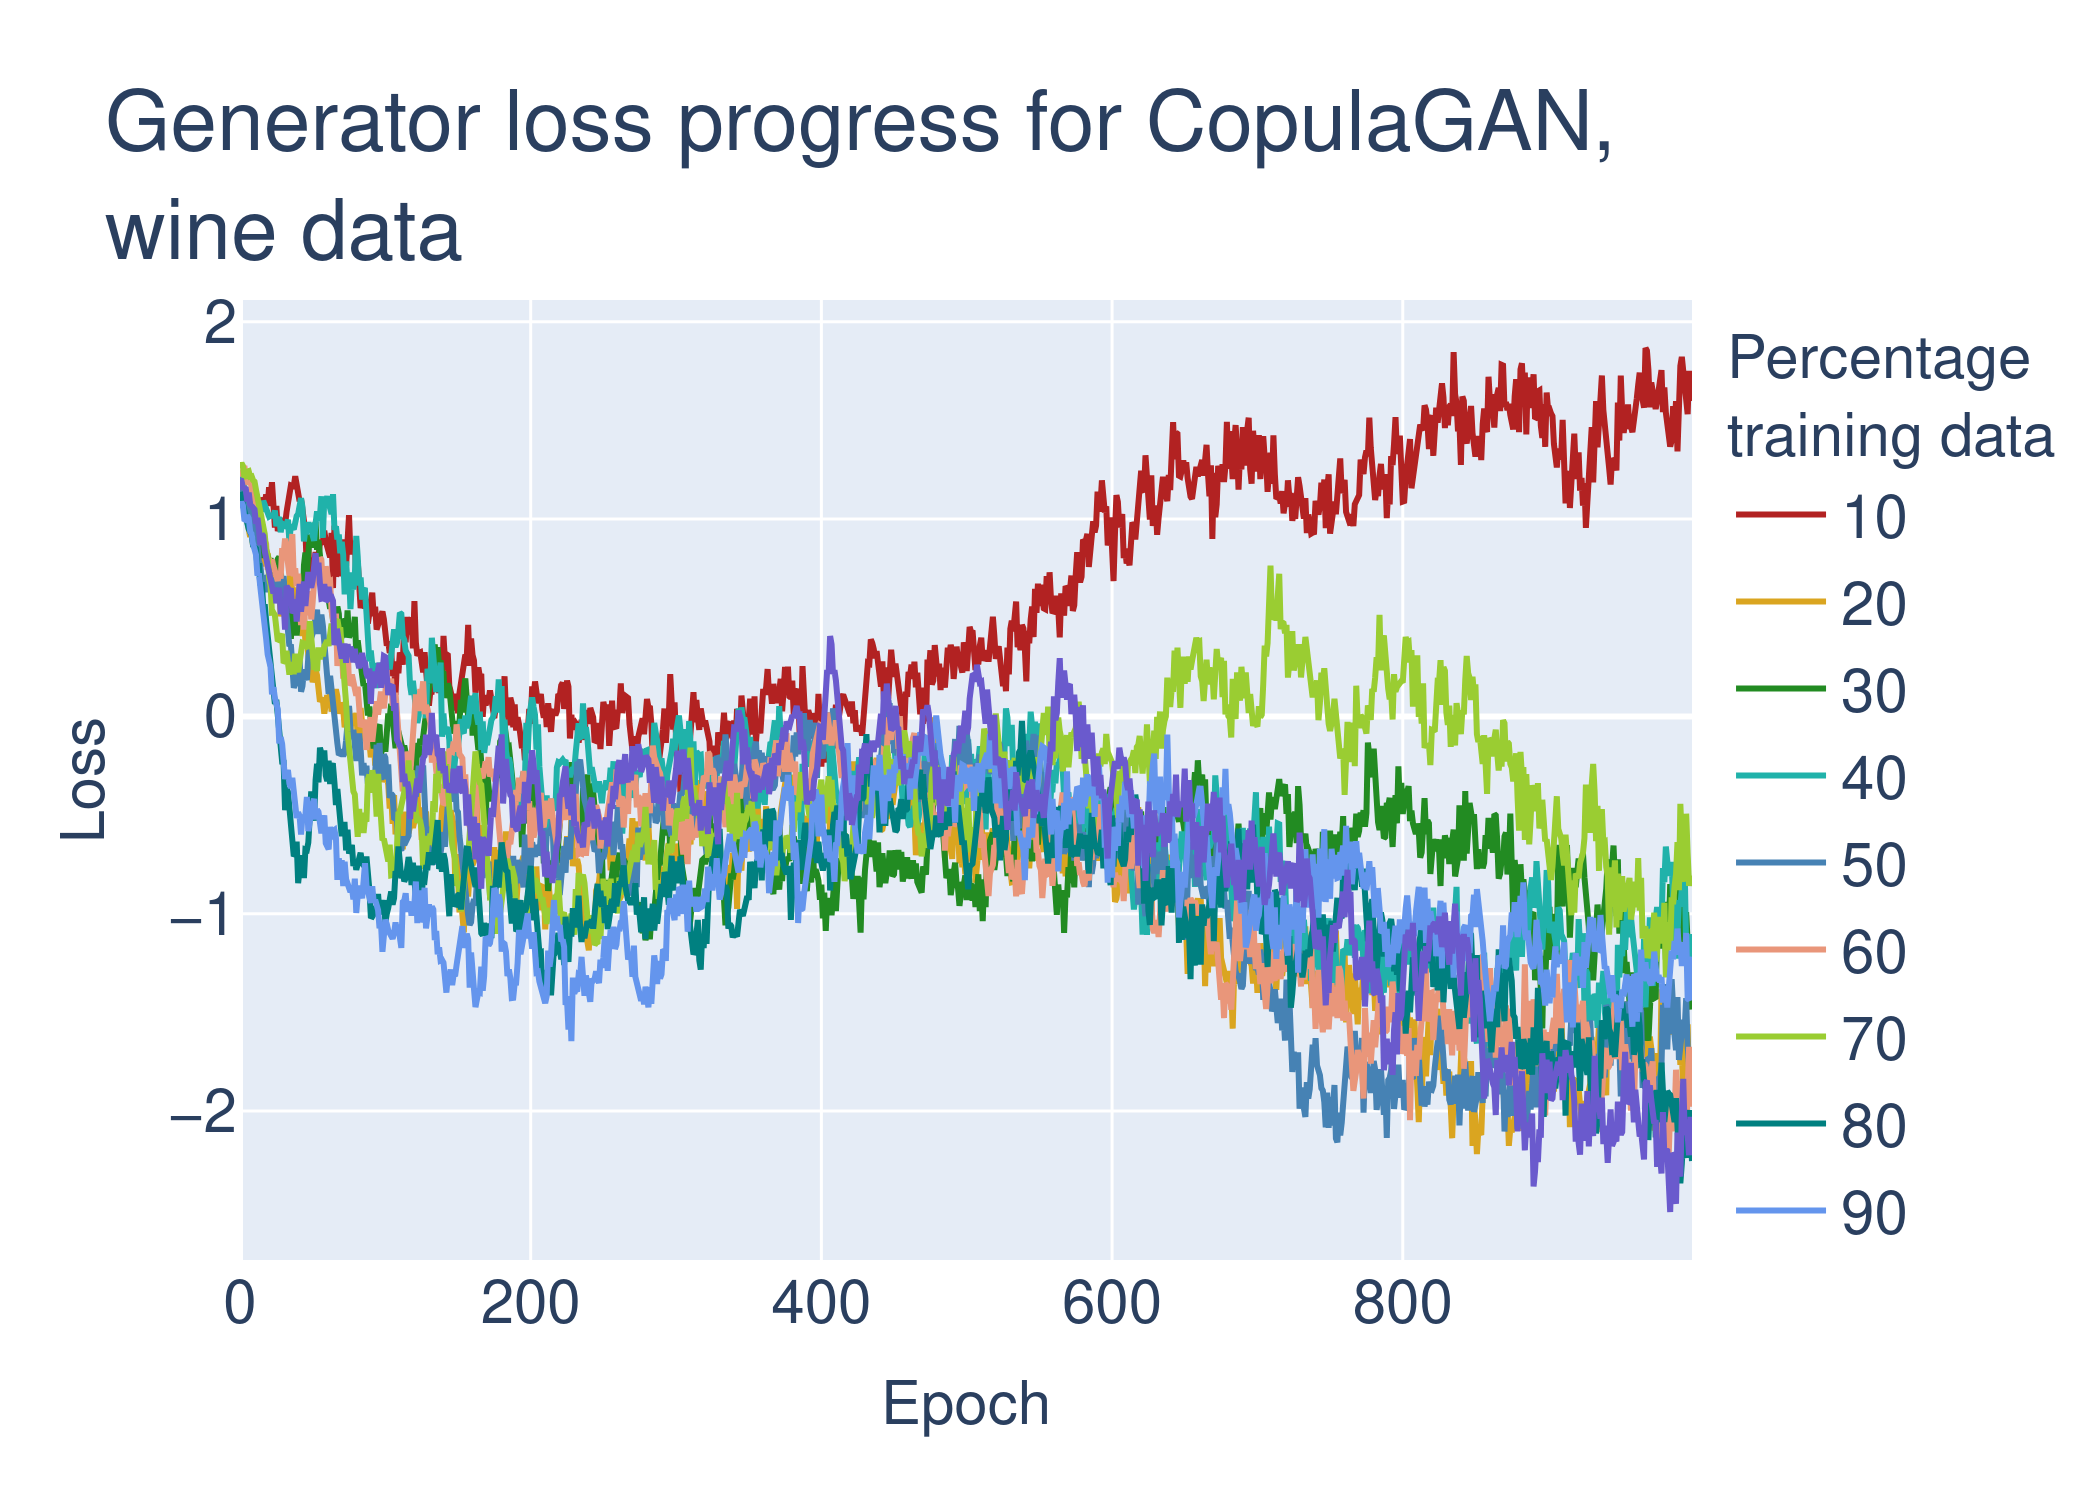 Generator loss progress for CopulaGAN,
wine data
2
1
0
−1
−2
Loss
0 200 400 600 800
Epoch
Percentage
training data
10
20
30
40
50
60
70
80
90